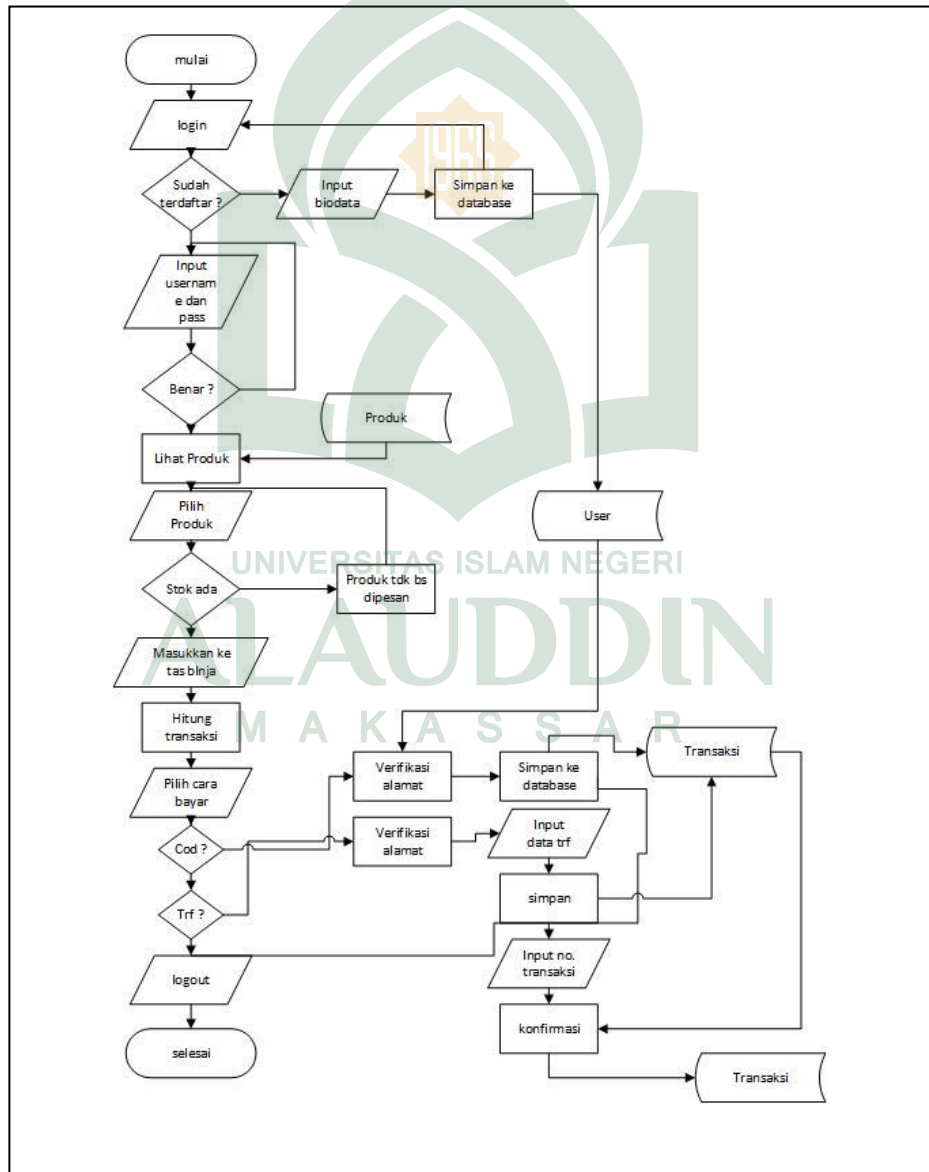 mulai
login
Sudah
terdaftar ?
Input
biodata
Simpan ke
database
Input
usernam
e dan
pass
Benar ?
Produk
Lihat Produk
Pilih
Produk
User
Stok ada
Produk tdk bs
dipesan
Masukkan ke
tas blnja
Hitung
transaksi
Pilih cara
bayar
Verifikasi
alamat
Simpan ke
database
Transaksi
Cod ?
Verifikasi
alamat
Input
data trf
Trf ?
simpan
logout
Input no.
transaksi
konfirmasi
selesai
Transaksi
1965
UNIVERSITAS ISLAM NEGERI
ALAUDDIN
MAKASSAR